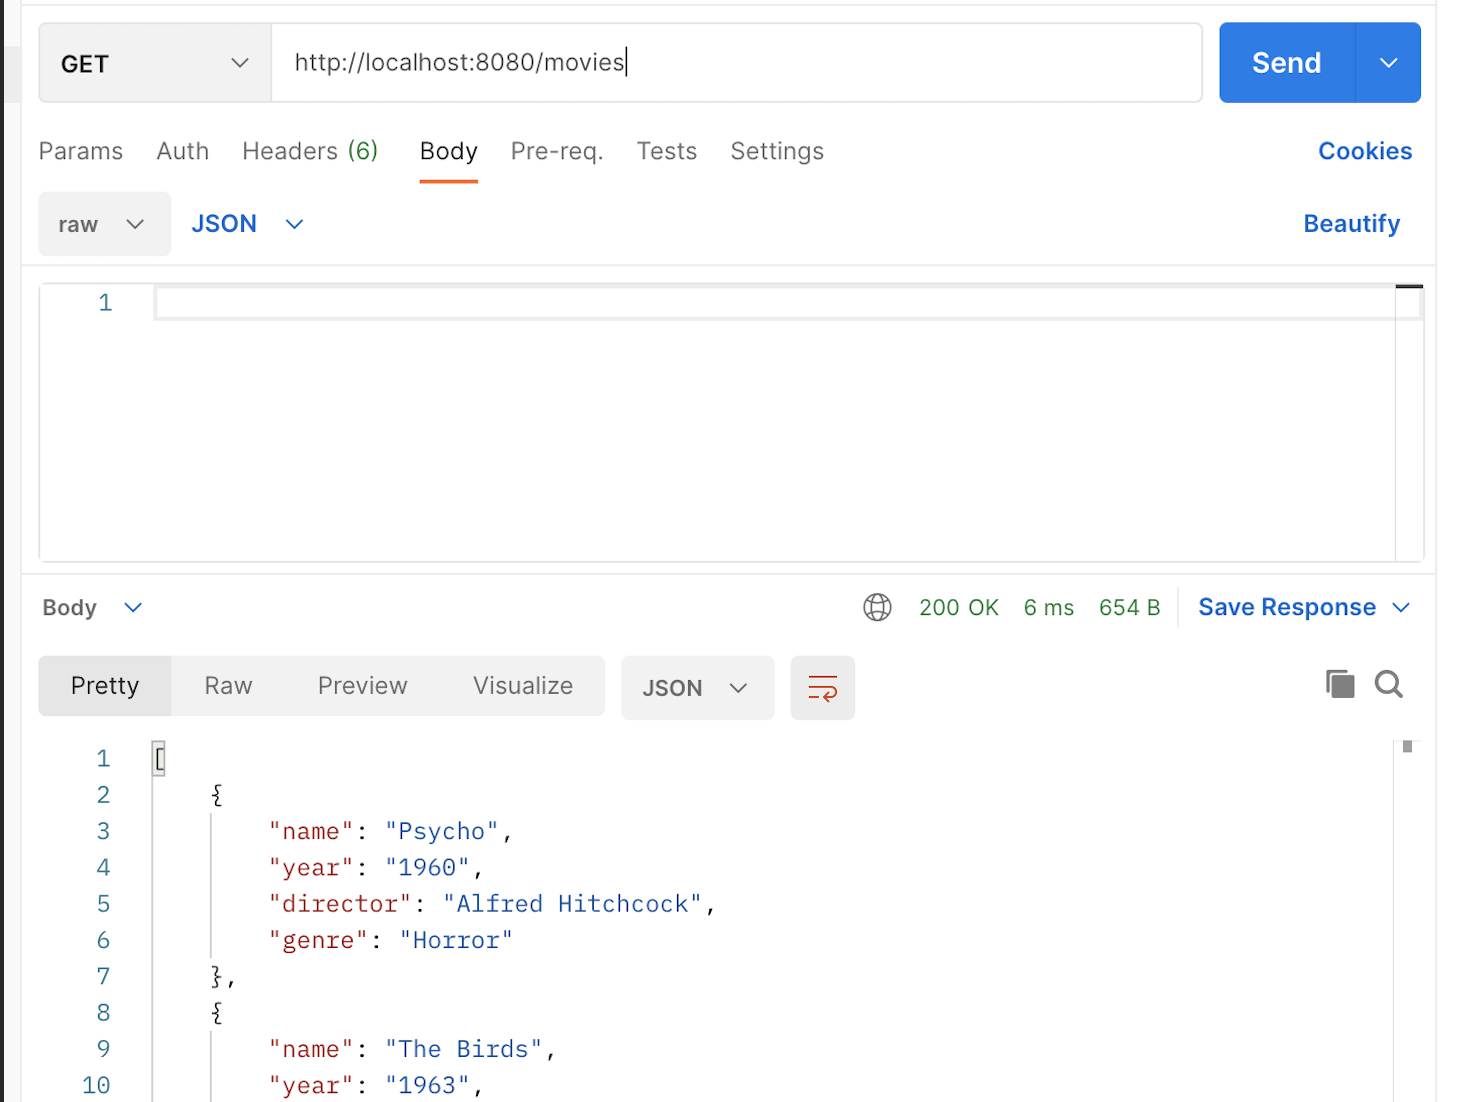 GET http://localhost:8080/movies Send
Params Auth Headers (6) Body Pre-req. Tests Settings Cookies
raw JSON Beautify
1
Body 200 OK 6 ms 654 B Save Response
Pretty Raw Preview Visualize JSON
1 [
2 {
3 "name": "Psycho",
4 "year": "1960",
5 "director": "Alfred Hitchcock",
6 "genre": "Horror"
7 },
8 {
9 "name": "The Birds",
10 "year": "1963",